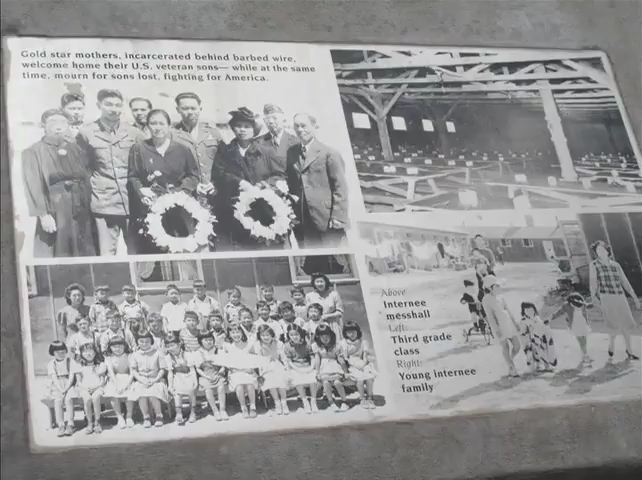 Gold star mothers, incarcerated behind barbed wire,
welcome home their U.S. veteran sons— while at the same
time, mourn for sons lost, fighting for America.
Above:
Internee
messhall
Left:
Third grade
class
Right:
Young internee
family